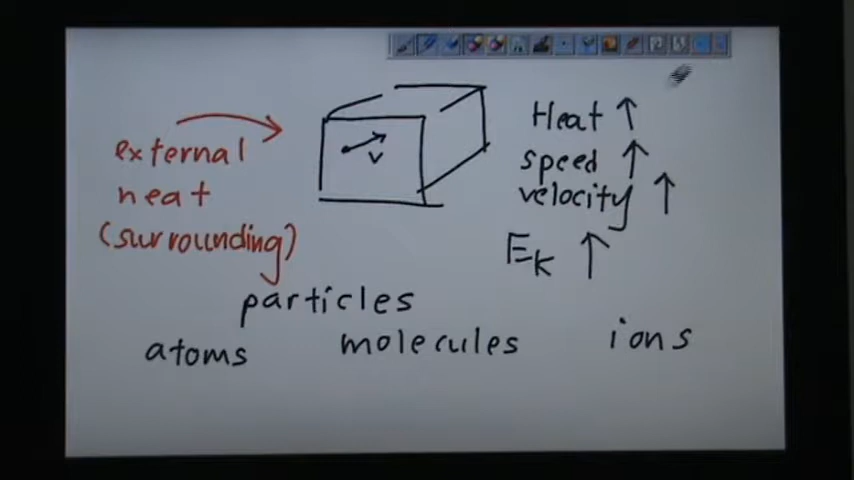 external
heat
(surrounding)
v
Heat ↑
speed ↑
velocity ↑
EK ↑
particles
atoms molecules ions